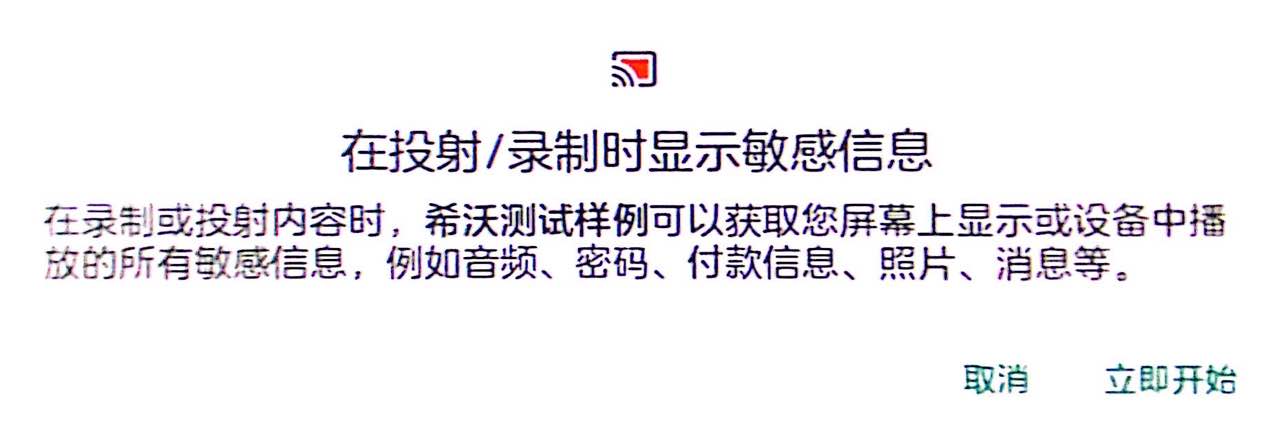 在投射/录制时显示敏感信息
在录制或投射内容时，希沃测试样例可以获取您屏幕上显示或设备中播
放的所有敏感信息，例如音频、密码、付款信息、照片、消息等。
取消 立即开始